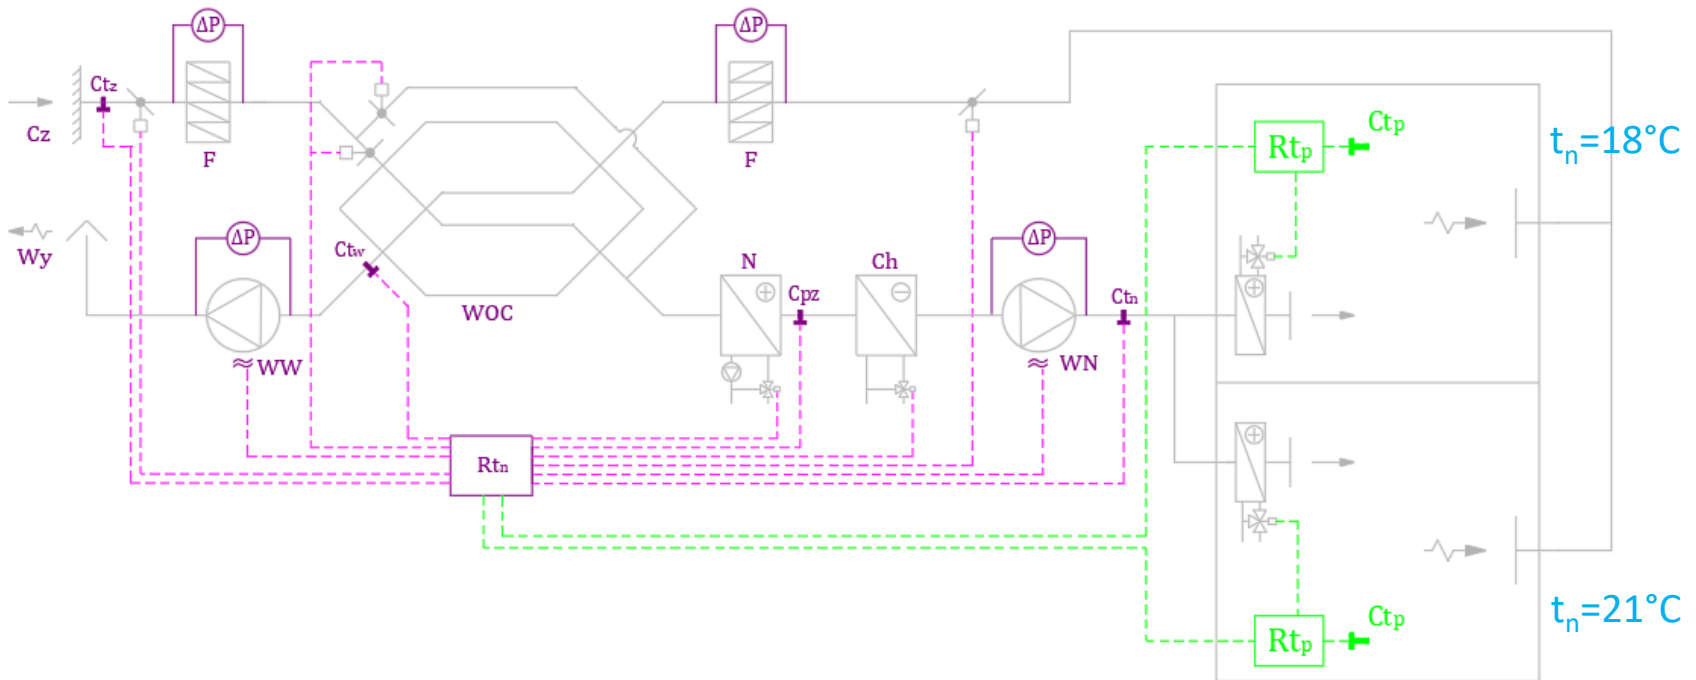 ΔP
ΔP
Ctz
Cz
F
F
Rtp
Ctp
tn=18°C
Wy
ΔP
Ctw
WOC
N
Cpz
Ch
ΔP
Ctn
≈ WW
≈ WN
Rtn
Rtp
Ctp
tn=21°C